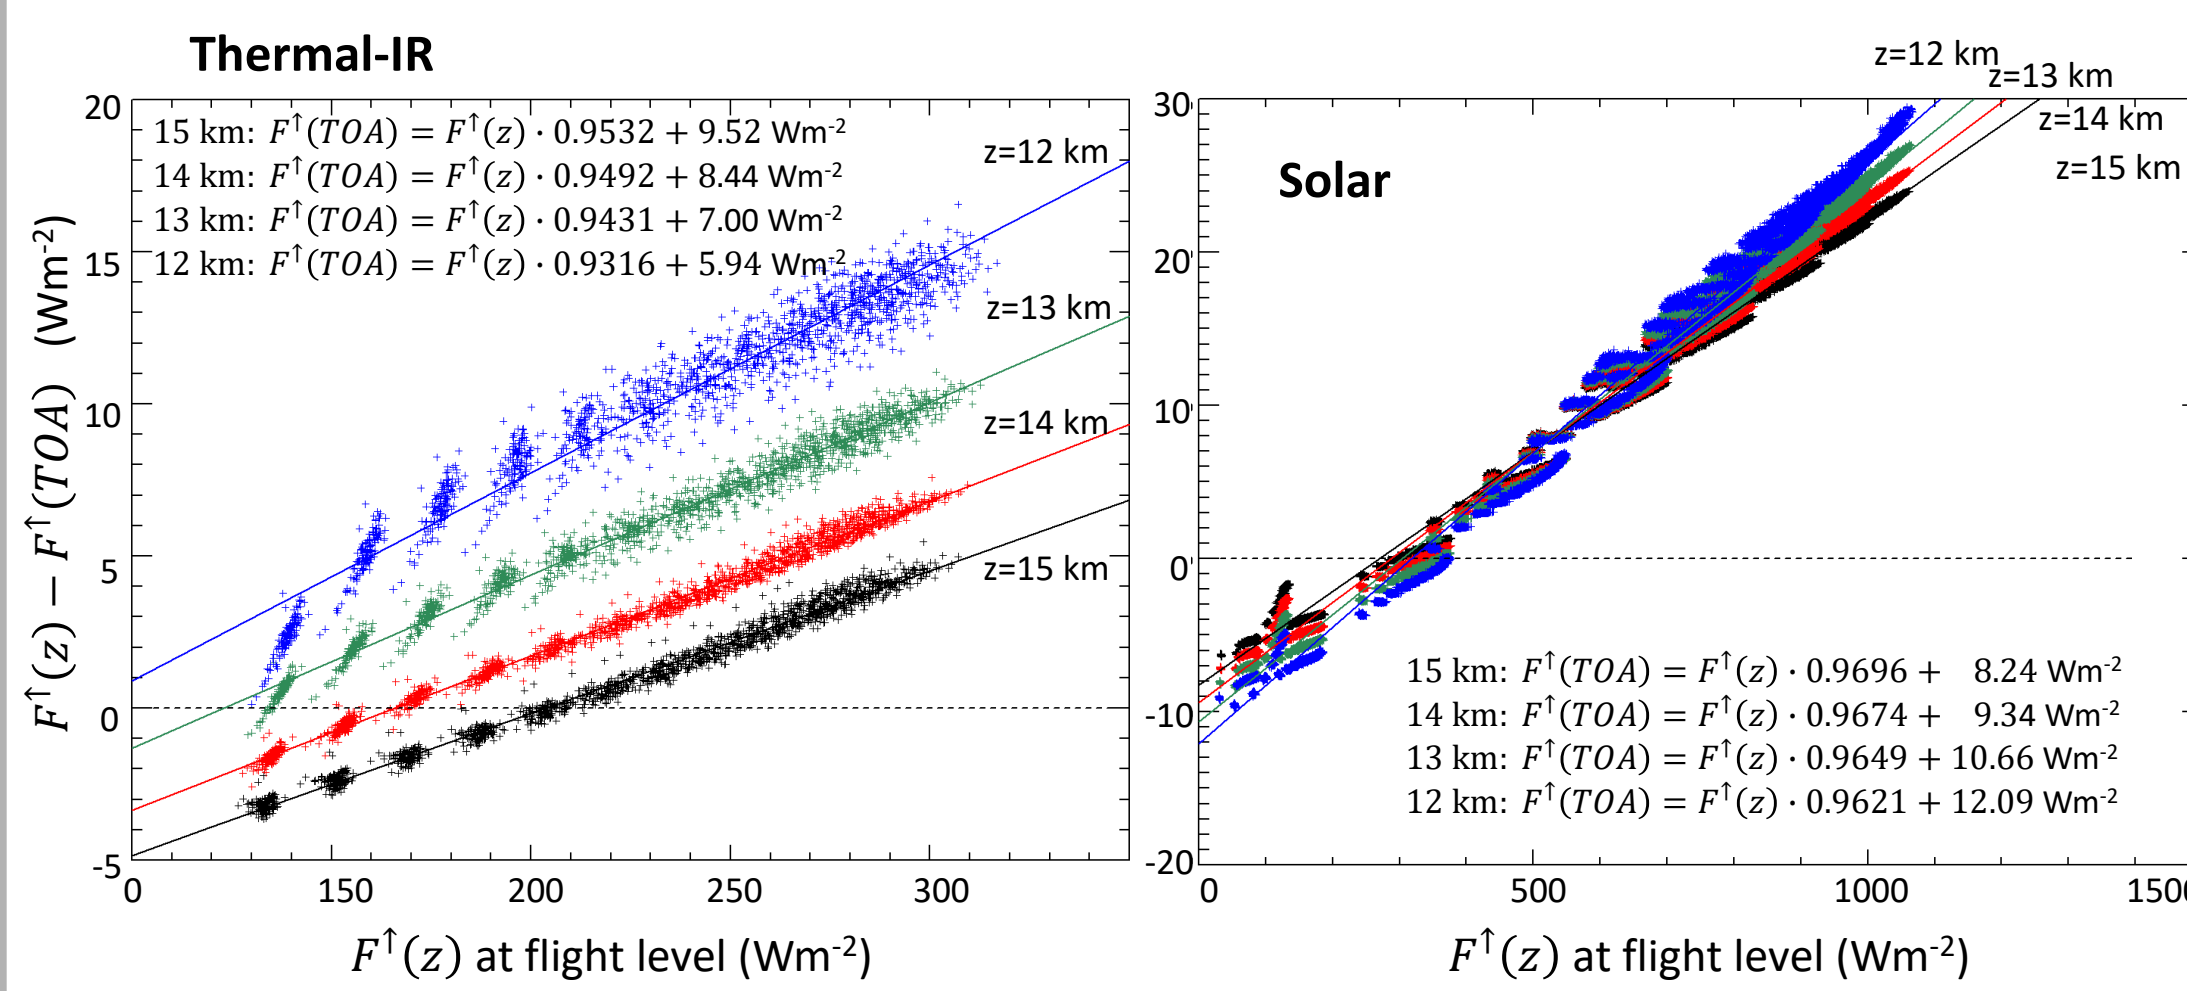 Thermal-IR
20
15
10
5
0
-5
0
150
200
250
300
15 km: F↑(TOA) = F↑(z) · 0.9532 + 9.52 Wm-2
14 km: F↑(TOA) = F↑(z) · 0.9492 + 8.44 Wm-2
13 km: F↑(TOA) = F↑(z) · 0.9431 + 7.00 Wm-2
12 km: F↑(TOA) = F↑(z) · 0.9316 + 5.94 Wm-2
z=12 km
z=13 km
z=14 km
z=15 km
F↑(z) − F↑(TOA) (Wm-2)
F↑(z) at flight level (Wm-2)
z=12 km
z=13 km
z=14 km
z=15 km
Solar
30
20
10
0
-10
-20
0
500
1000
150
15 km: F↑(TOA) = F↑(z) · 0.9696 + 8.24 Wm-2
14 km: F↑(TOA) = F↑(z) · 0.9674 + 9.34 Wm-2
13 km: F↑(TOA) = F↑(z) · 0.9649 + 10.66 Wm-2
12 km: F↑(TOA) = F↑(z) · 0.9621 + 12.09 Wm-2
F↑(z) at flight level (Wm-2)